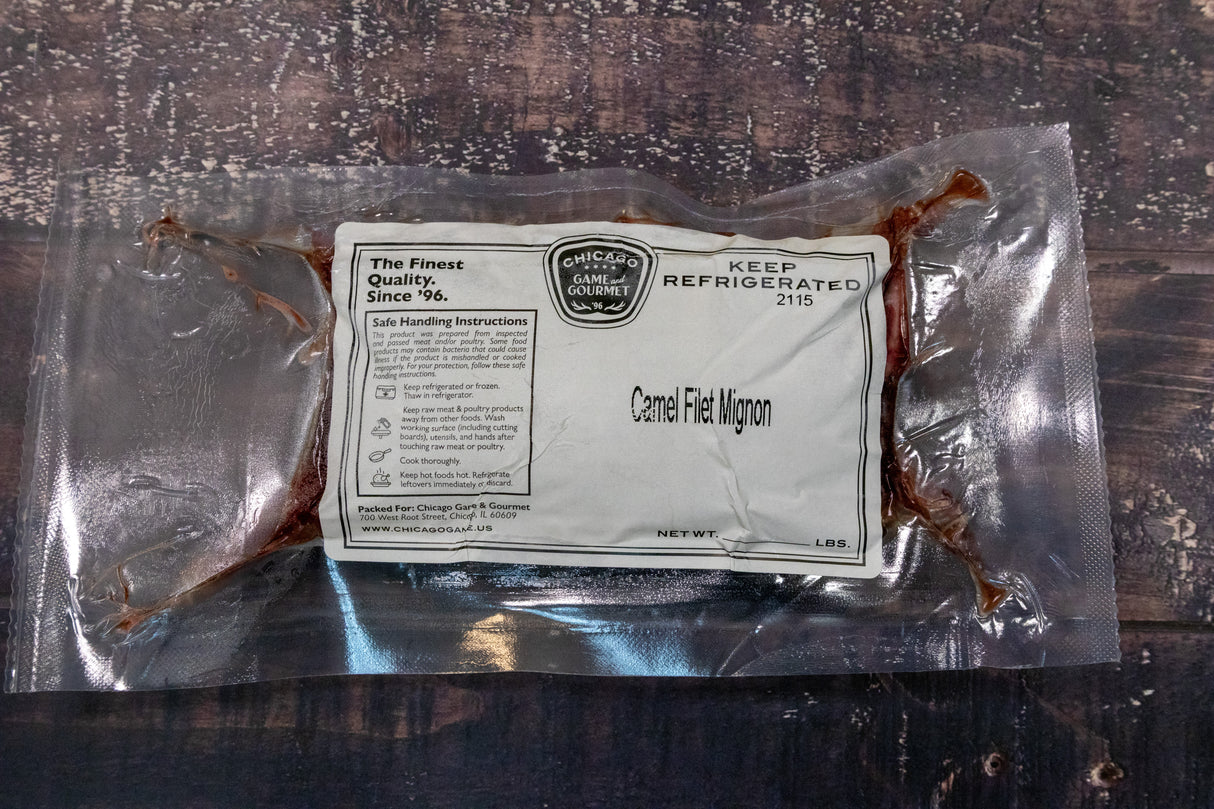 The Finest
Quality.
Since '96.
CHICAGO
GAME and
GOURMET
'96
KEEP
REFRIGERATED
2115
Safe Handling Instructions
This product was prepared from inspected
and passed meat and/or poultry. Some food
products may contain bacteria that could cause
illness if the product is mishandled or cooked
improperly. For your protection, follow these safe
handling instructions.
Keep refrigerated or frozen.
Thaw in refrigerator.
Keep raw meat & poultry products
away from other foods. Wash
working surface (including cutting
boards), utensils, and hands after
touching raw meat or poultry.
Cook thoroughly.
Keep hot foods hot. Refrigerate
leftovers immediately or discard.
Camel Filet Mignon
Packed For: Chicago Game & Gourmet
700 West Root Street, Chicago, IL 60609
WWW.CHICAGOGAME.US
NET WT. LBS.